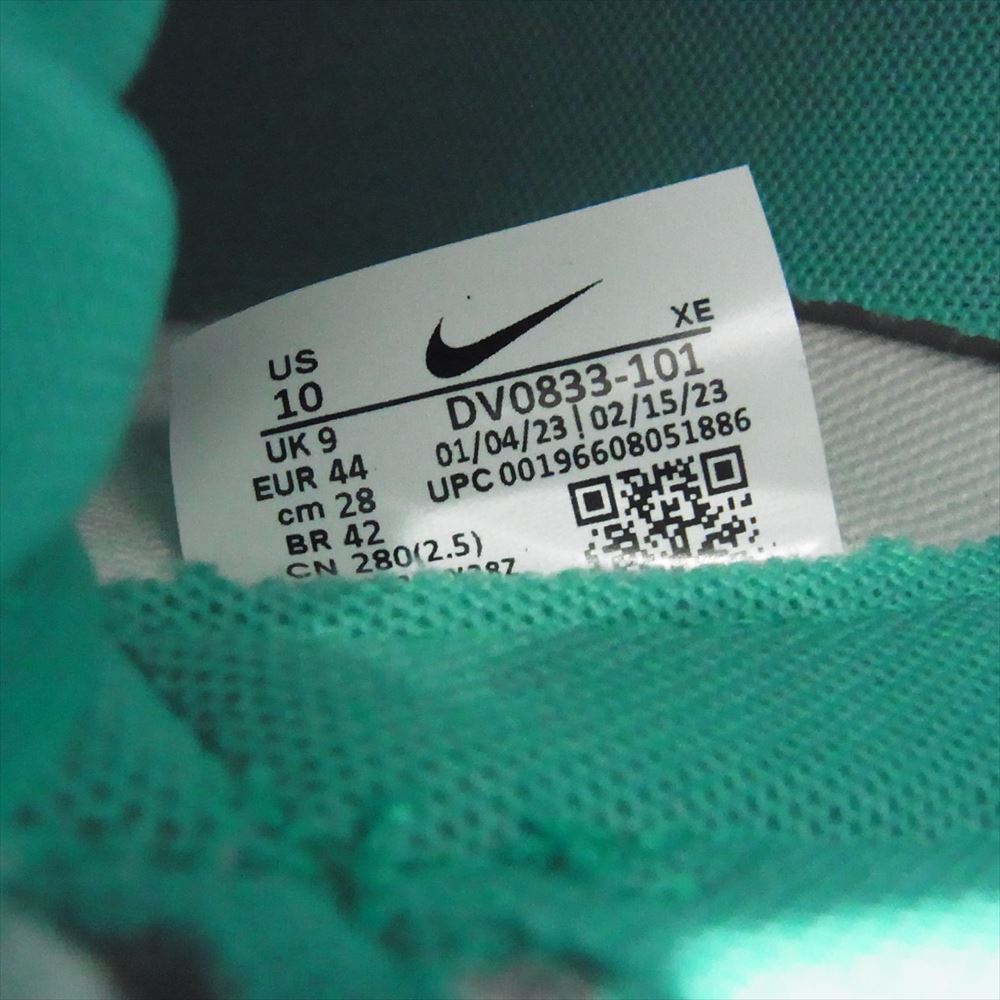 US
10
XE
UK 9
EUR 44
cm 28
BR 42
CN 280(2.5)
DV0833-101
01/04/23 | 02/15/23
UPC 00196608051886